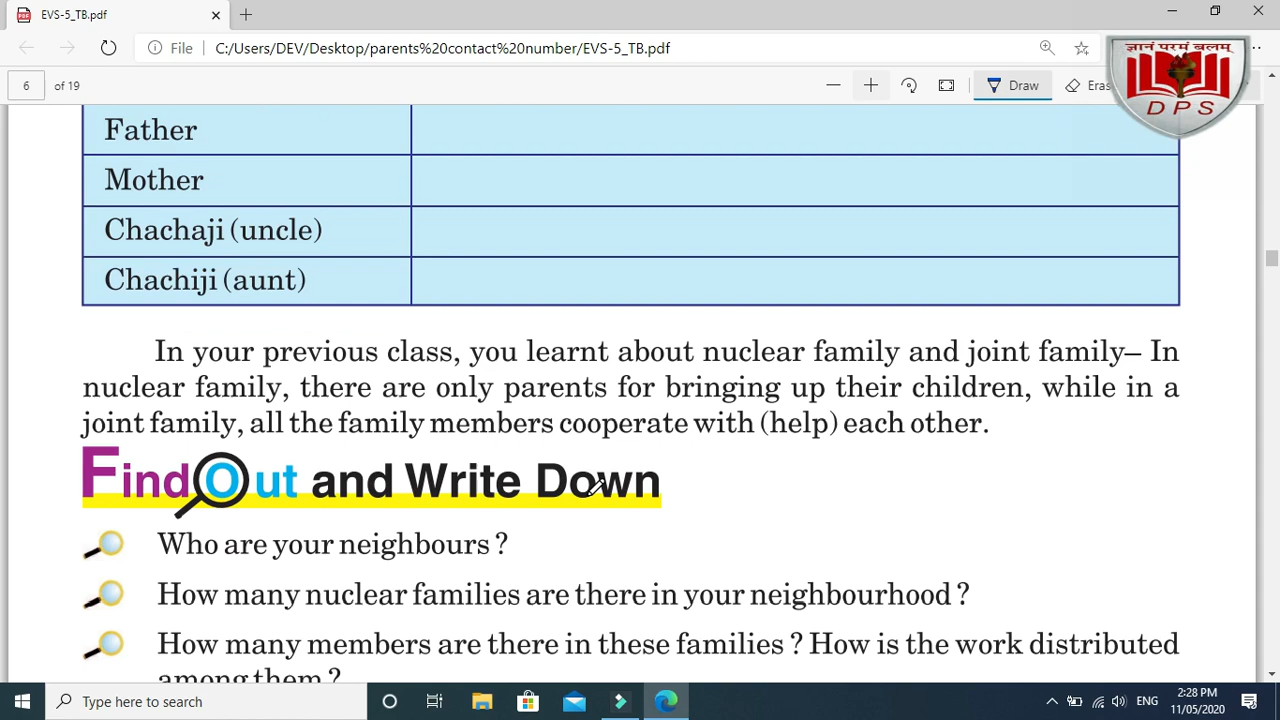 EVS-5_TB.pdf
File C:/Users/DEV/Desktop/parents%20contact%20number/EVS-5_TB.pdf
6 of 19 Draw Eras
ज्ञानं परमं बलम्
DPS
Father
Mother
Chachaji (uncle)
Chachiji (aunt)
In your previous class, you learnt about nuclear family and joint family– In
nuclear family, there are only parents for bringing up their children, while in a
joint family, all the family members cooperate with (help) each other.
Find Out and Write Down
Who are your neighbours ?
How many nuclear families are there in your neighbourhood ?
How many members are there in these families ? How is the work distributed
among them ?
Type here to search
ENG
2:28 PM
11/05/2020